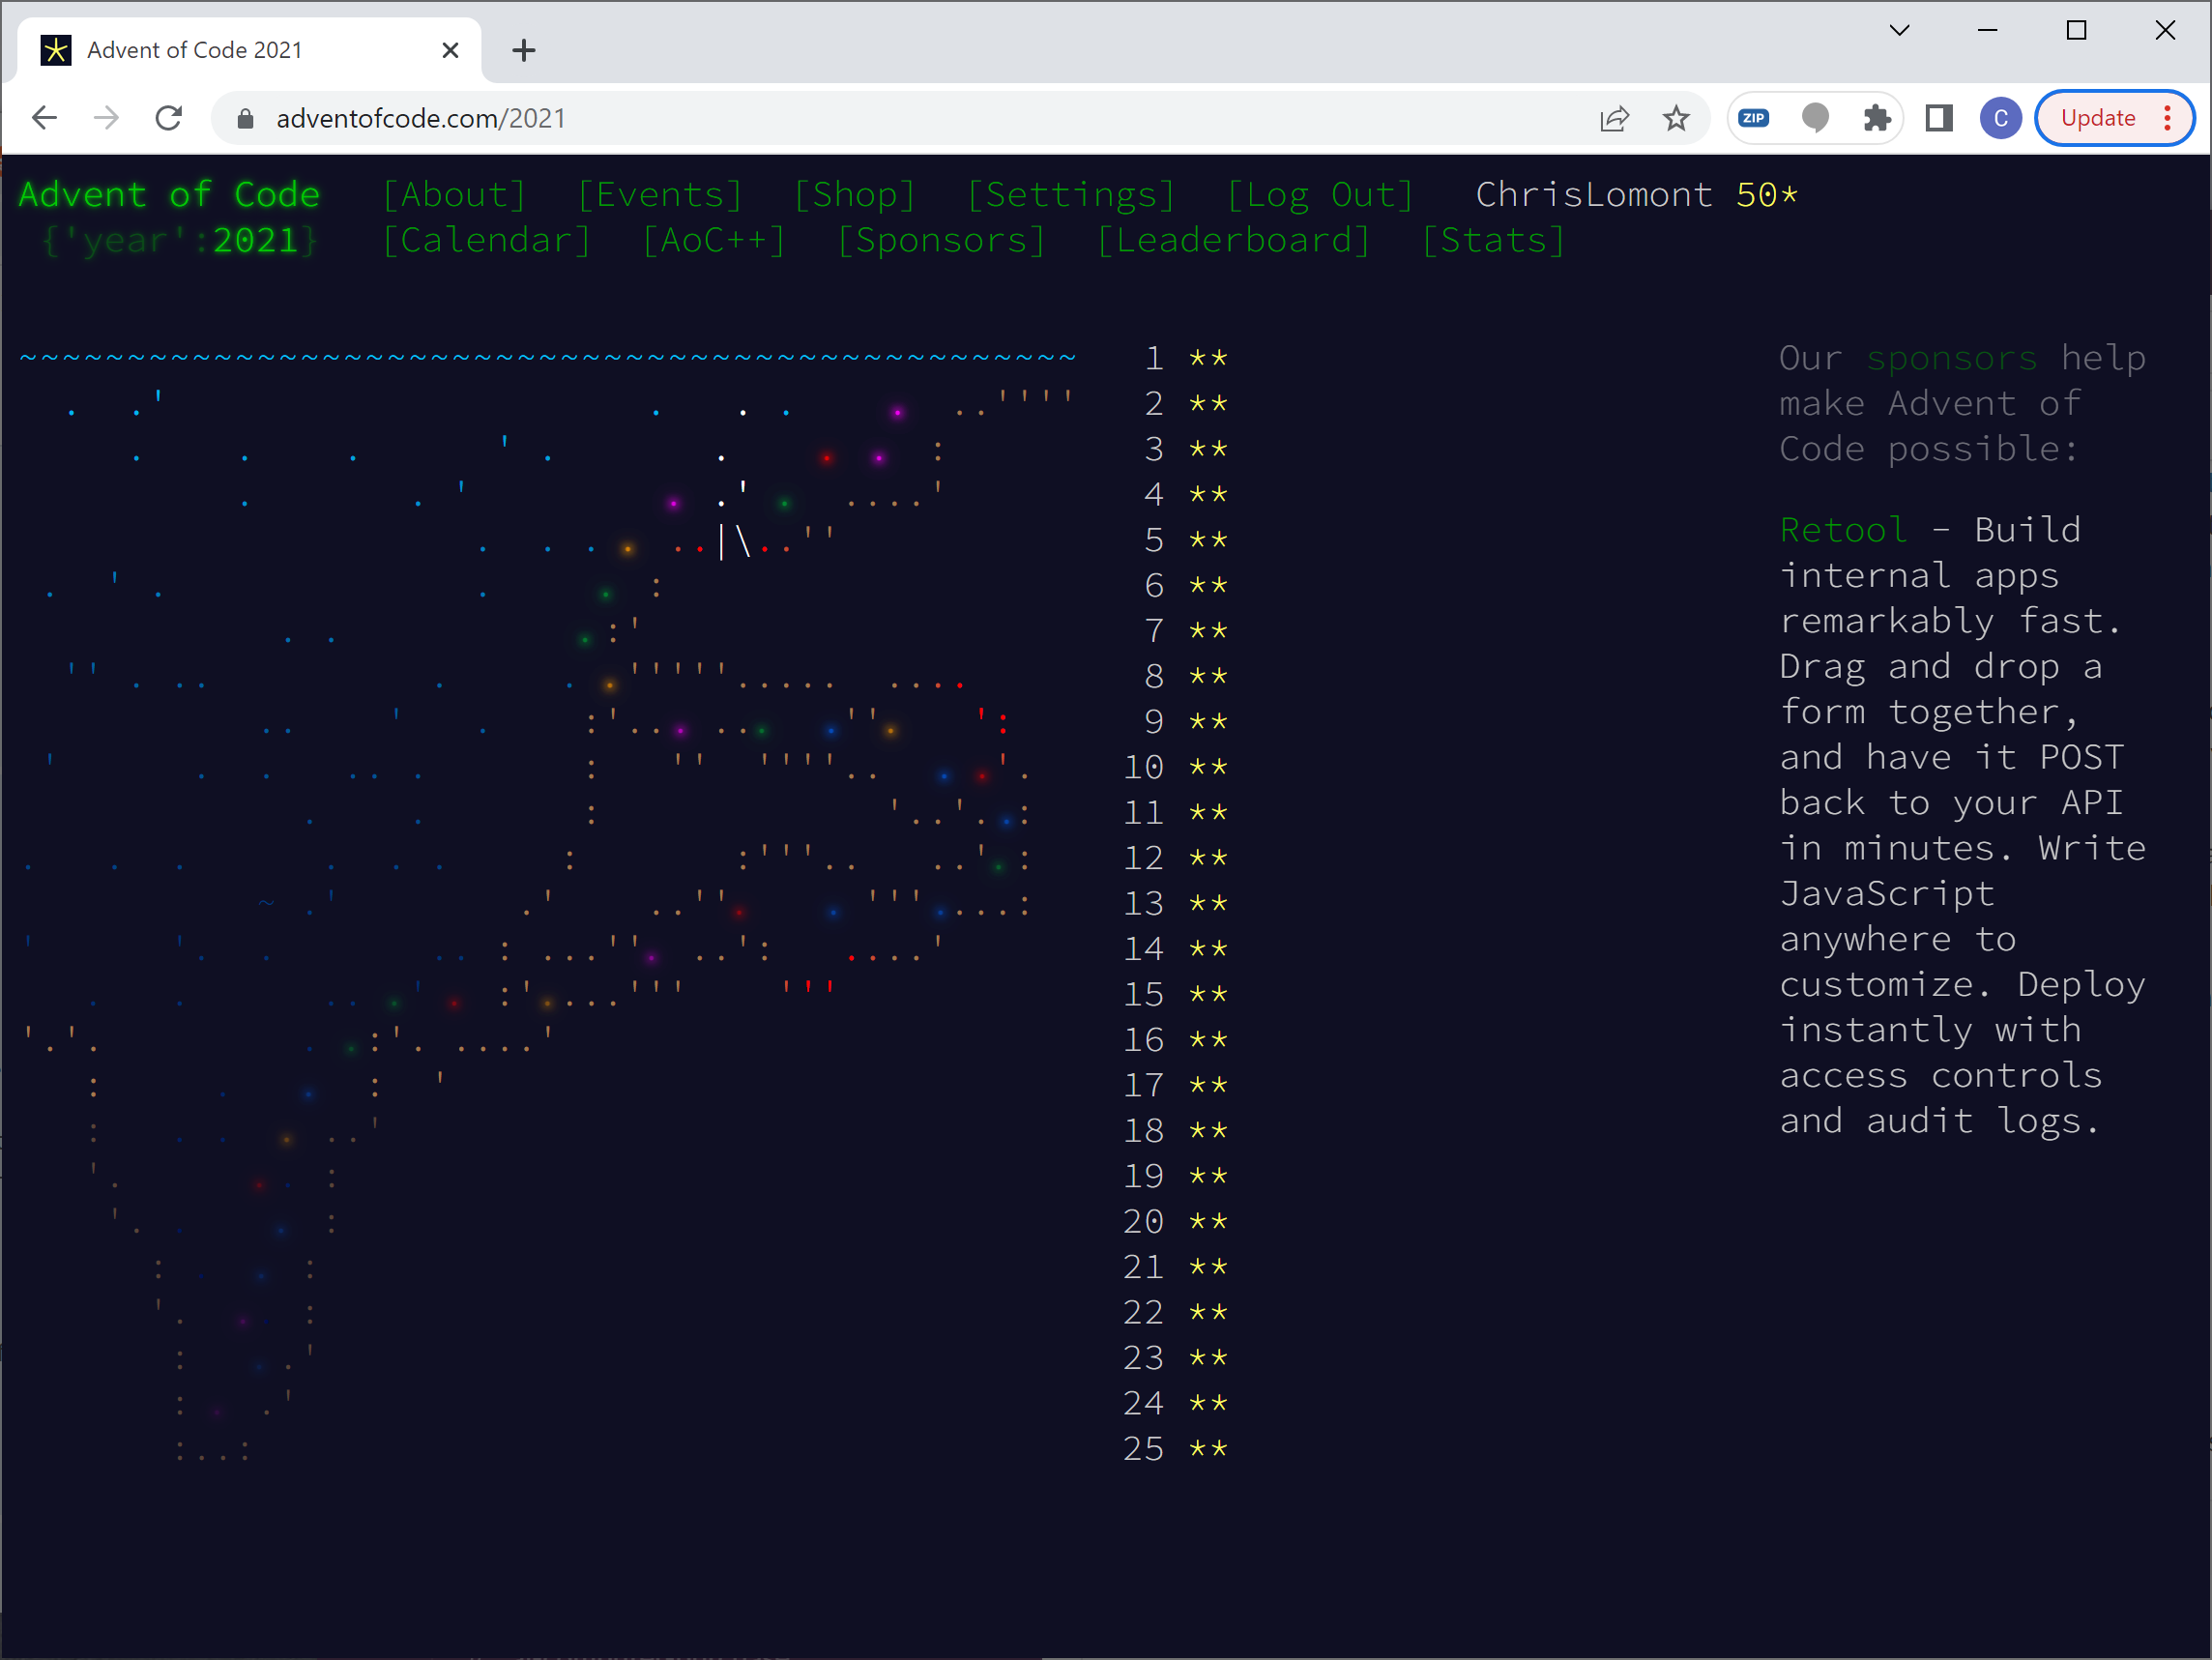 Advent of Code 2021
adventofcode.com/2021
ZIP
C
Update
Advent of Code [About] [Events] [Shop] [Settings] [Log Out] ChrisLomont 50*
{'year':2021} [Calendar] [AoC++] [Sponsors] [Leaderboard] [Stats]
1 **
2 **
3 **
4 **
5 **
6 **
7 **
8 **
9 **
10 **
11 **
12 **
13 **
14 **
15 **
16 **
17 **
18 **
19 **
20 **
21 **
22 **
23 **
24 **
25 **
Our sponsors help
make Advent of
Code possible:
Retool - Build
internal apps
remarkably fast.
Drag and drop a
form together,
and have it POST
back to your API
in minutes. Write
JavaScript
anywhere to
customize. Deploy
instantly with
access controls
and audit logs.